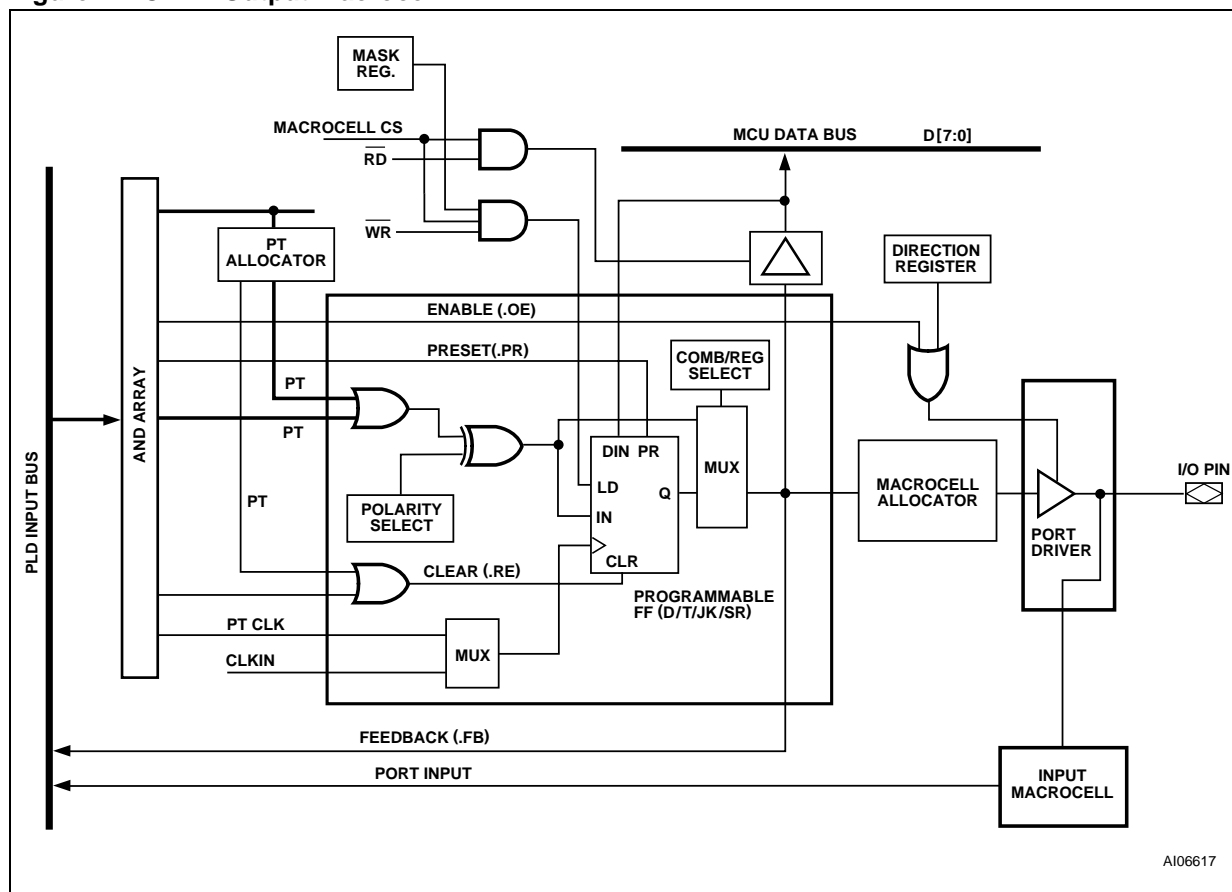 MASK
REG.
MACROCELL CS
RD
WR
MCU DATA BUS D[7:0]
PT
ALLOCATOR
DIRECTION
REGISTER
ENABLE (.OE)
PRESET(.PR)
COMB/REG
SELECT
PT
PT
PT
AND ARRAY
PLD INPUT BUS
POLARITY
SELECT
DIN PR
LD
IN
Q
CLR
MUX
MACROCELL
ALLOCATOR
I/O PIN
PORT
DRIVER
CLEAR (.RE)
PROGRAMMABLE
FF (D/T/JK/SR)
PT CLK
CLKIN
MUX
FEEDBACK (.FB)
PORT INPUT
INPUT
MACROCELL
AI06617